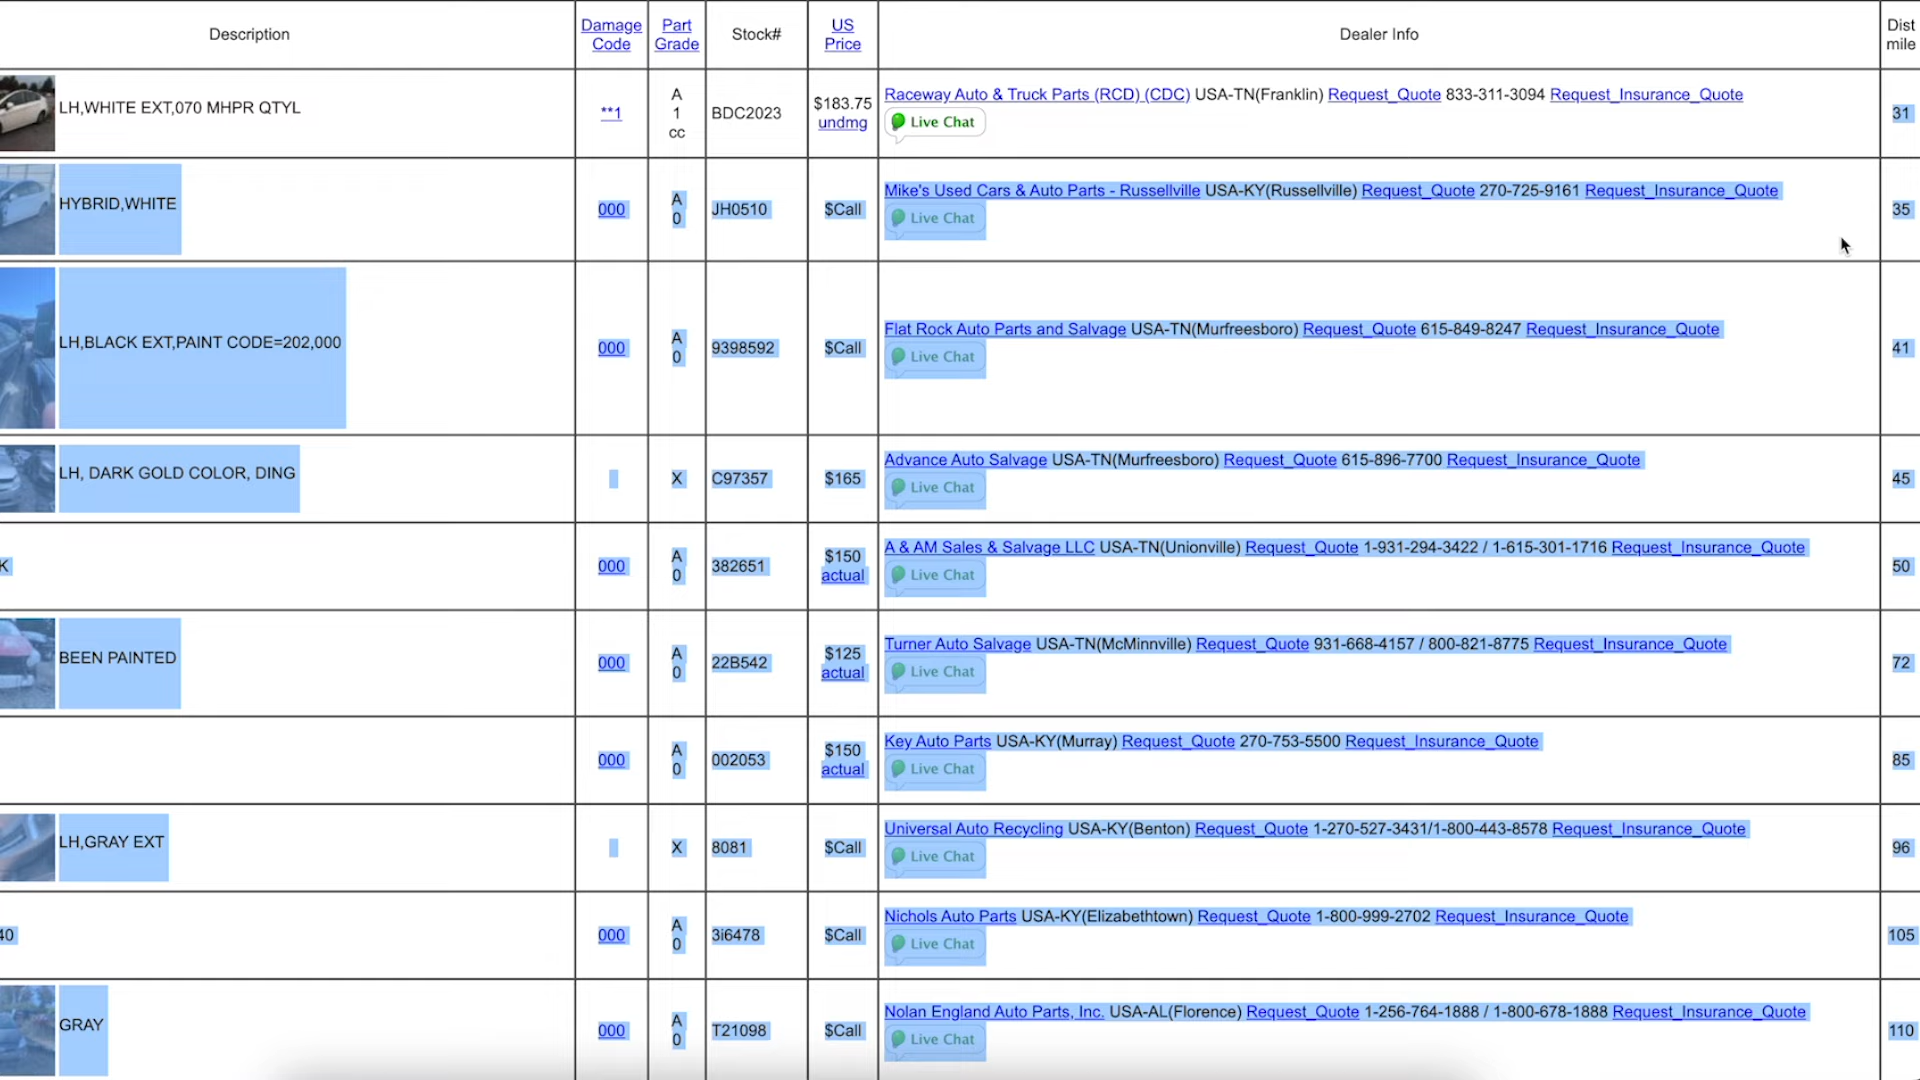 Description
Damage
Code
Part
Grade
Stock#
US
Price
Dealer Info
Dist
mile
LH,WHITE EXT,070 MHPR QTYL
**1
A
1
cc
BDC2023
$183.75
undmg
Raceway Auto & Truck Parts (RCD) (CDC) USA-TN(Franklin) Request_Quote 833-311-3094 Request_Insurance_Quote
Live Chat
31
HYBRID,WHITE
000
A
0
JH0510
$Call
Mike's Used Cars & Auto Parts - Russellville USA-KY(Russellville) Request_Quote 270-725-9161 Request_Insurance_Quote
Live Chat
35
LH,BLACK EXT,PAINT CODE=202,000
000
A
0
9398592
$Call
Flat Rock Auto Parts and Salvage USA-TN(Murfreesboro) Request_Quote 615-849-8247 Request_Insurance_Quote
Live Chat
41
LH, DARK GOLD COLOR, DING
X
C97357
$165
Advance Auto Salvage USA-TN(Murfreesboro) Request_Quote 615-896-7700 Request_Insurance_Quote
Live Chat
45
K
000
A
0
382651
$150
actual
A & AM Sales & Salvage LLC USA-TN(Unionville) Request_Quote 1-931-294-3422 / 1-615-301-1716 Request_Insurance_Quote
Live Chat
50
BEEN PAINTED
000
A
0
22B542
$125
actual
Turner Auto Salvage USA-TN(McMinnville) Request_Quote 931-668-4157 / 800-821-8775 Request_Insurance_Quote
Live Chat
72
000
A
0
002053
$150
actual
Key Auto Parts USA-KY(Murray) Request_Quote 270-753-5500 Request_Insurance_Quote
Live Chat
85
LH,GRAY EXT
X
8081
$Call
Universal Auto Recycling USA-KY(Benton) Request_Quote 1-270-527-3431/1-800-443-8578 Request_Insurance_Quote
Live Chat
96
40
000
A
0
3i6478
$Call
Nichols Auto Parts USA-KY(Elizabethtown) Request_Quote 1-800-999-2702 Request_Insurance_Quote
Live Chat
105
GRAY
000
A
0
T21098
$Call
Nolan England Auto Parts, Inc. USA-AL(Florence) Request_Quote 1-256-764-1888 / 1-800-678-1888 Request_Insurance_Quote
Live Chat
110